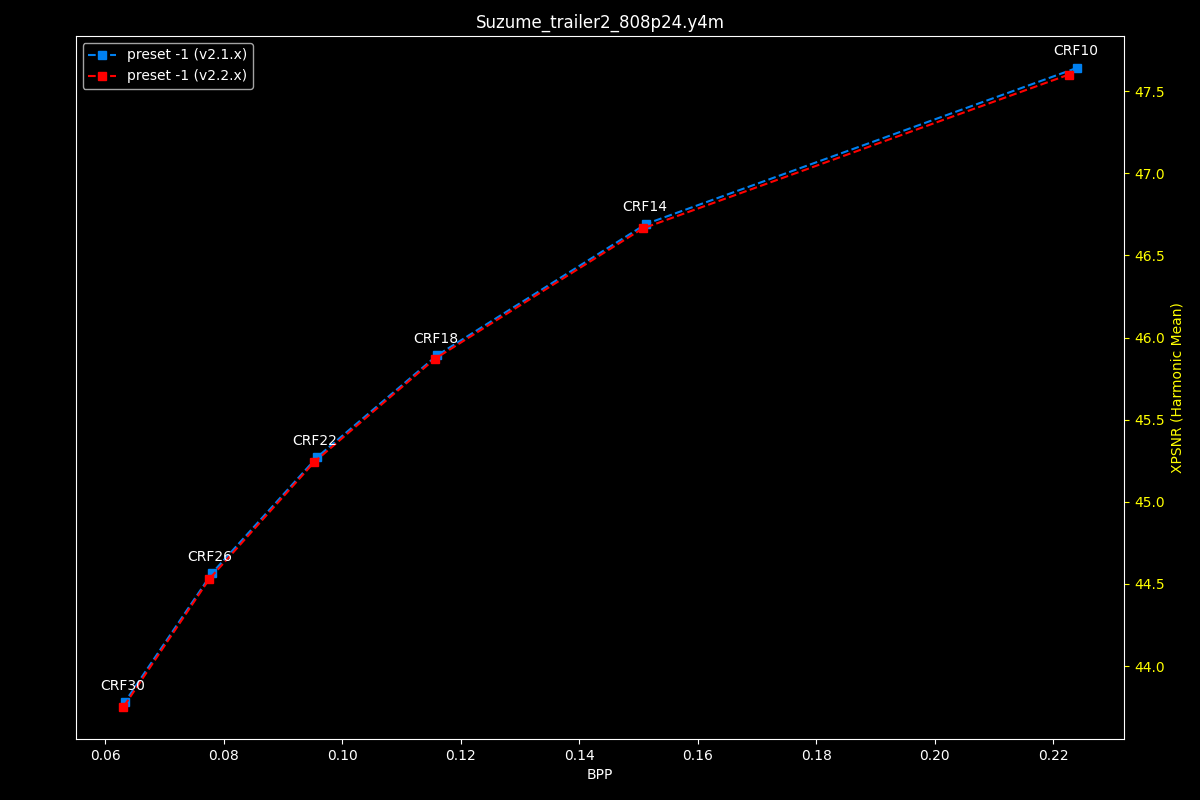 Suzume_trailer2_808p24.y4m
preset -1 (v2.1.x)
preset -1 (v2.2.x)
CRF10
CRF14
CRF18
CRF22
CRF26
CRF30
47.5
47.0
46.5
46.0
45.5
45.0
44.5
44.0
XPSNR (Harmonic Mean)
0.06 0.08 0.10 0.12 0.14 0.16 0.18 0.20 0.22
BPP